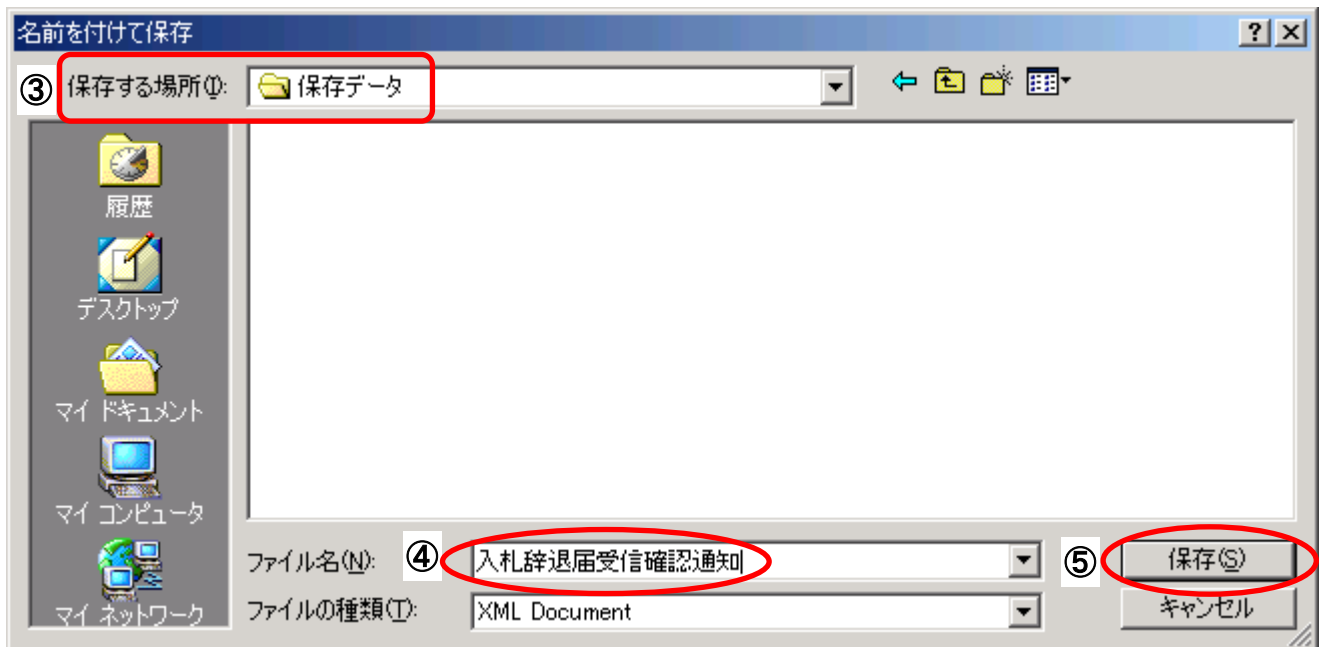 名前を付けて保存
③ 保存する場所(I): 保存データ
履歴
デスクトップ
マイ ドキュメント
マイ コンピュータ
マイ ネットワーク
ファイル名(N): ④ 入札辞退届受信確認通知 ⑤ 保存(S)
ファイルの種類(T): XML Document キャンセル